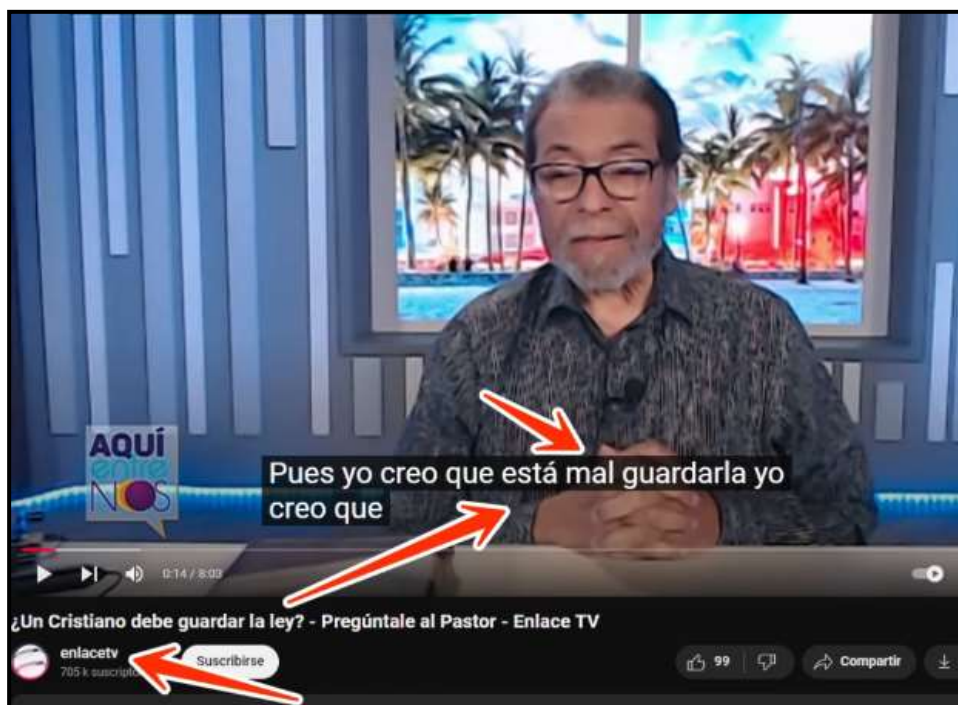 AQUÍ
entre
NOS
Pues yo creo que está mal guardarla yo
creo que
0:14 / 8:03
¿Un Cristiano debe guardar la ley? - Pregúntale al Pastor - Enlace TV
enlacetv
705 k suscripto
Suscribirse
99
Compartir